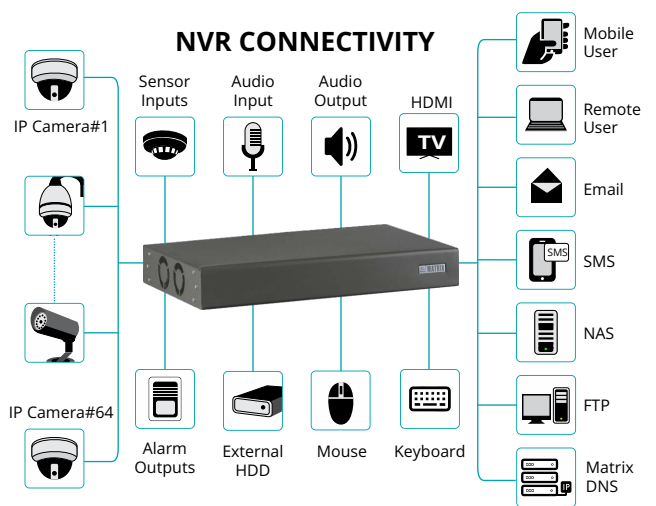 NVR CONNECTIVITY
IP Camera#1
IP Camera#64
Sensor
Inputs
Audio
Input
Audio
Output
HDMI
TV
MATRIX
Alarm
Outputs
External
HDD
Mouse
Keyboard
Mobile
User
Remote
User
Email
SMS
SMS
NAS
FTP
Matrix
DNS
IP